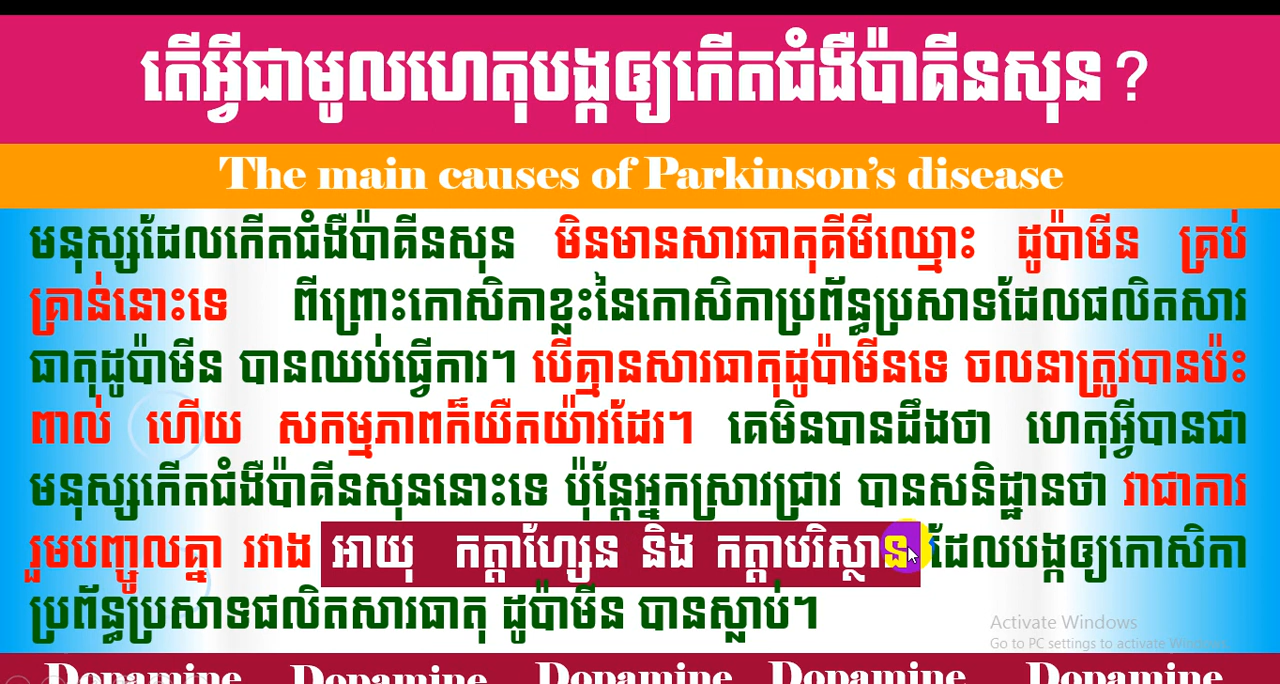 តើអ្វីជាមូលហេតុបង្កឲ្យកើតជំងឺប៉ាគីនសុន ?
The main causes of Parkinson's disease
មនុស្សដែលកើតជំងឺប៉ាគីនសុន មិនមានសារធាតុគីមីឈ្មោះ ដូប៉ាមីន គ្រប់
គ្រាន់នោះទេ ពីព្រោះកោសិកាខ្លះនៃកោសិកាប្រព័ន្ធប្រសាទដែលផលិតសារ
ធាតុដូប៉ាមីន បានឈប់ធ្វើការ។ បើគ្មានសារធាតុដូប៉ាមីនទេ ចលនាត្រូវបានប៉ះ
ពាល់ ហើយ សកម្មភាពក៏យឺតយ៉ាវដែរ។ គេមិនបានដឹងថា ហេតុអ្វីបានជា
មនុស្សកើតជំងឺប៉ាគីនសុននោះទេ ប៉ុន្តែអ្នកស្រាវជ្រាវ បានសនិដ្ឋានថា វាជាការ
រួមបញ្ចូលគ្នា រវាង អាយុ កត្តាហ្សែន និង កត្តាបរិស្ថាន ដែលបង្កឲ្យកោសិកា
ប្រព័ន្ធប្រសាទផលិតសារធាតុ ដូប៉ាមីន បានស្លាប់។
Activate Windows
Go to PC settings to activate Windows.
Dopamine Dopamine Dopamine Dopamine Dopamine